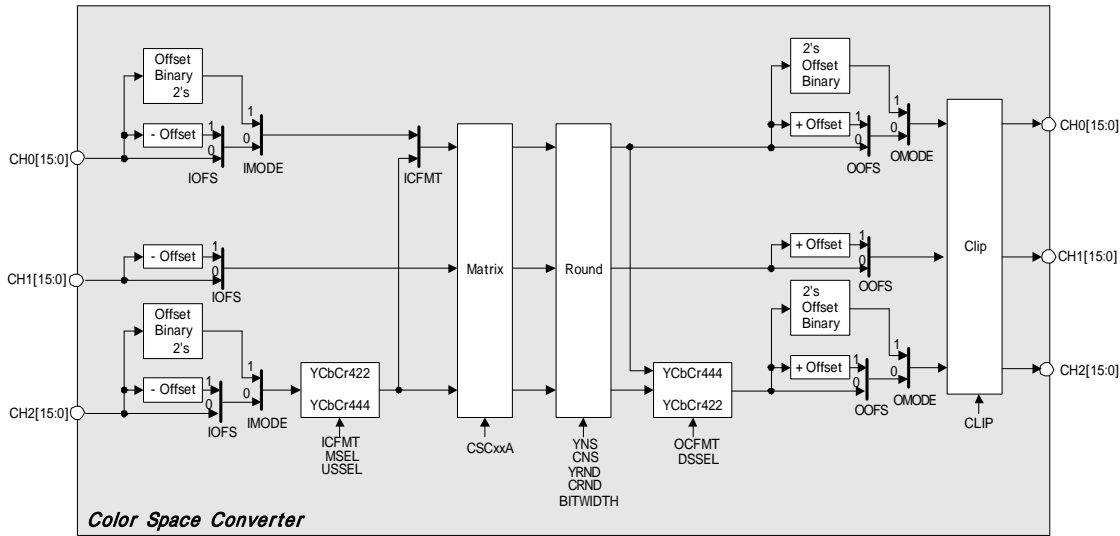 Offset
Binary
2's
- Offset
1
0
1
0
IOFS
IMODE
CH0[15:0]
ICFMT
2's
Offset
Binary
+ Offset
1
0
1
0
OOFS
OMODE
CH0[15:0]
- Offset
1
0
IOFS
CH1[15:0]
Matrix
Round
+ Offset
1
0
OOFS
Clip
CH1[15:0]
Offset
Binary
2's
- Offset
1
0
1
0
IOFS
IMODE
CH2[15:0]
YCbCr422
YCbCr444
ICFMT
MSEL
USSEL
CSCxxA
YNS
CNS
YRND
CRND
BITWIDTH
YCbCr444
YCbCr422
OCFMT
DSSEL
2's
Offset
Binary
+ Offset
1
0
1
0
OOFS
OMODE
CH2[15:0]
CLIP
Color Space Converter